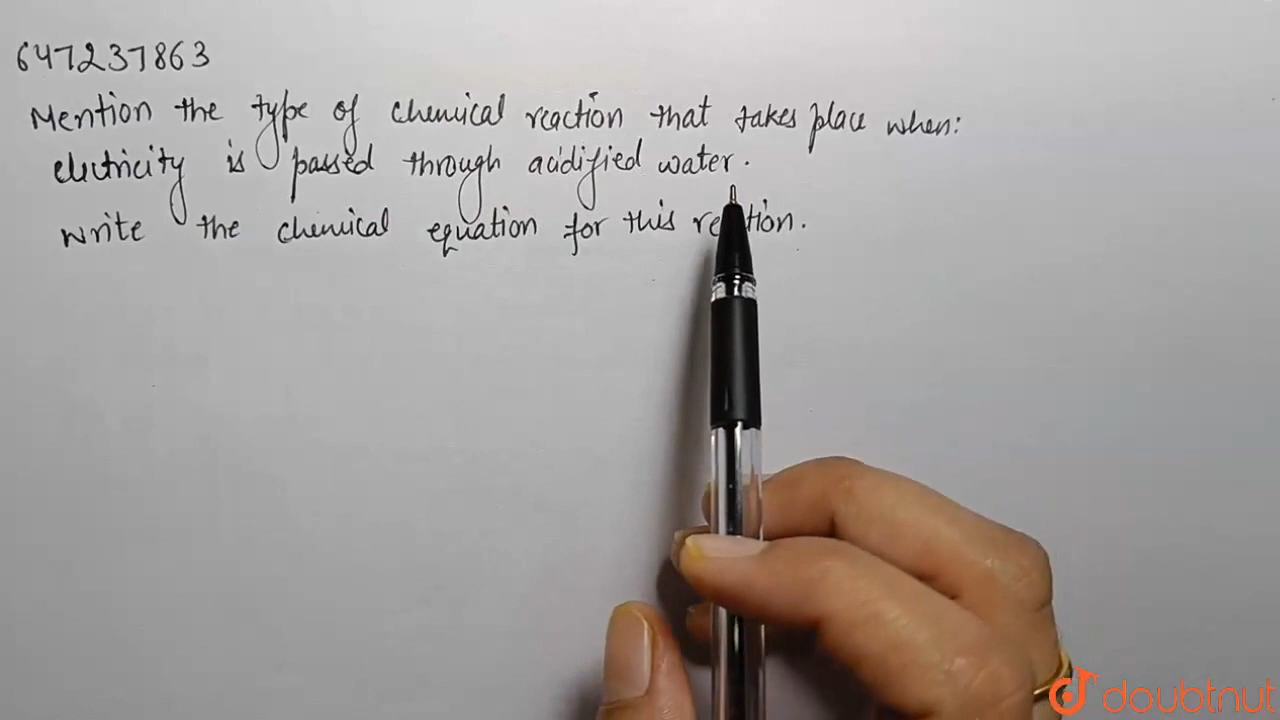 647237863
Mention the type of chemical reaction that takes place when:
electricity is passed through acidified water.
write the chemical equation for this reaction.
doubtnut